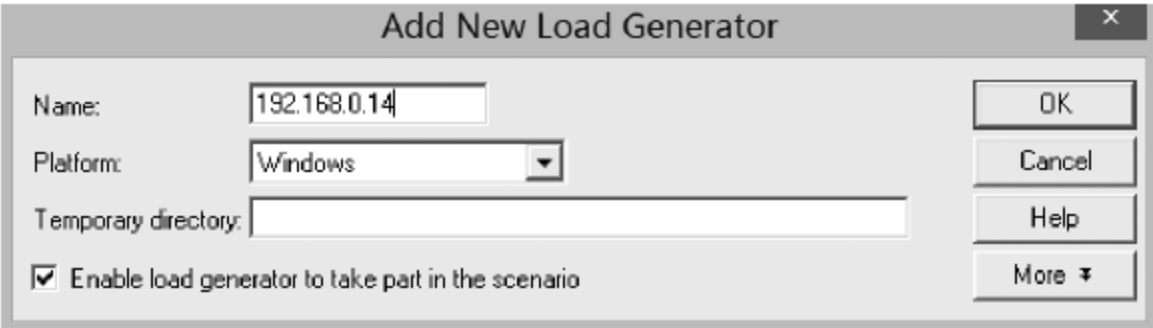 Add New Load Generator
Name: 192.168.0.14 OK
Platform: Windows Cancel
Temporary directory: Help
Enable load generator to take part in the scenario More